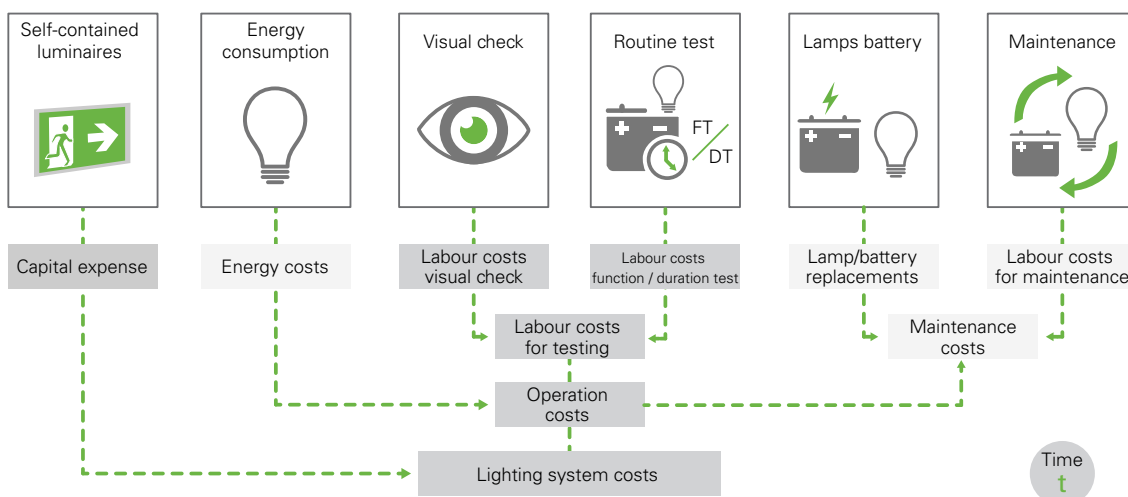 Self-contained
luminaires
Energy
consumption
Visual check
Routine test
Lamps battery
Maintenance
FT
DT
Capital expense
Energy costs
Labour costs
visual check
Labour costs
function / duration test
Lamp/battery
replacements
Labour costs
for maintenance
Labour costs
for testing
Maintenance
costs
Operation
costs
Lighting system costs
Time
t